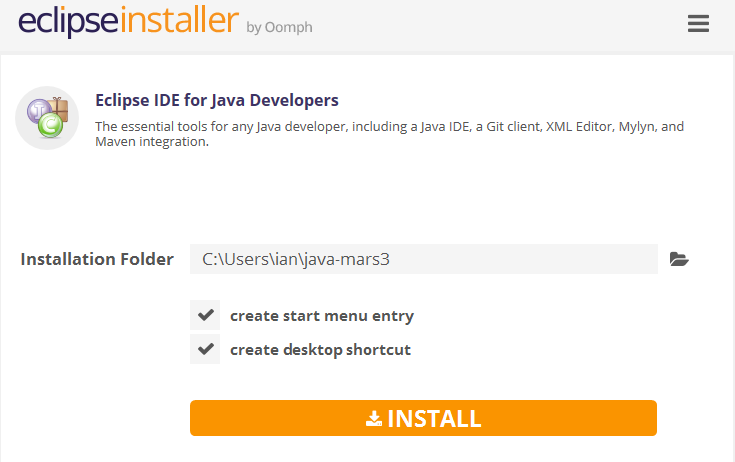 eclipseinstaller by Oomph
Eclipse IDE for Java Developers
The essential tools for any Java developer, including a Java IDE, a Git client, XML Editor, Mylyn, and
Maven integration.
Installation Folder C:\Users\ian\java-mars3
create start menu entry
create desktop shortcut
INSTALL